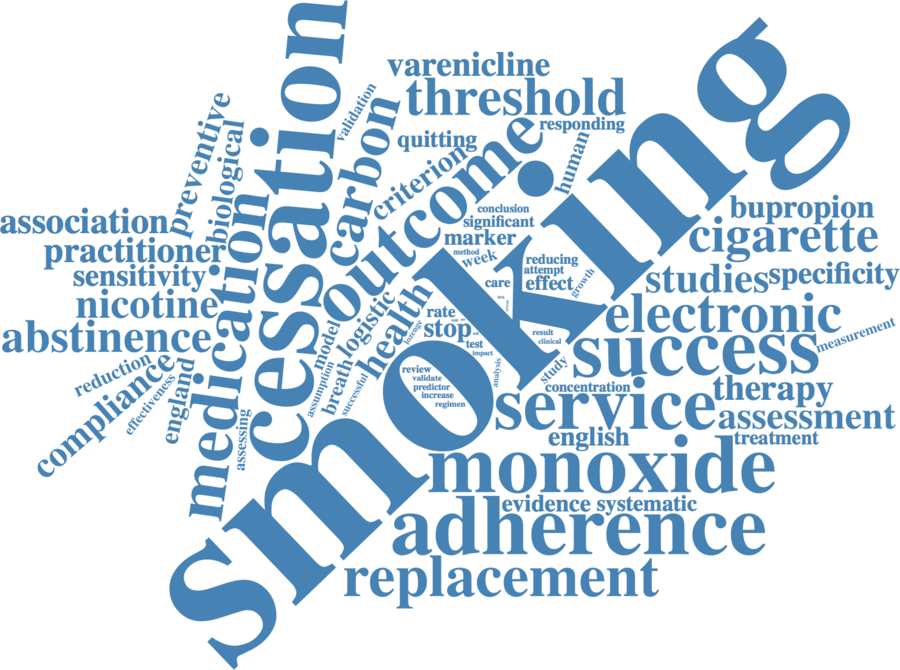 smoking
cessation
medication
outcome
carbon
validation
varenicline
threshold
responding
quitting
criterion
human
preventive
biological
association
practitioner
sensitivity
nicotine
abstinence
reduction
compliance
effectiveness
england
assessing
conclusion
significant
marker
method
week
reducing
attempt
effect
care
growth
bupropion
cigarette
studies
specificity
electronic
measurement
success
health
logistic
model
breath
assumption
successful
lozenge
rate
stop
test
impact
error
result
clinical
study
analysis
review
validate
predictor
increase
regimen
concentration
service
therapy
assessment
english
treatment
monoxide
evidence
systematic
adherence
replacement